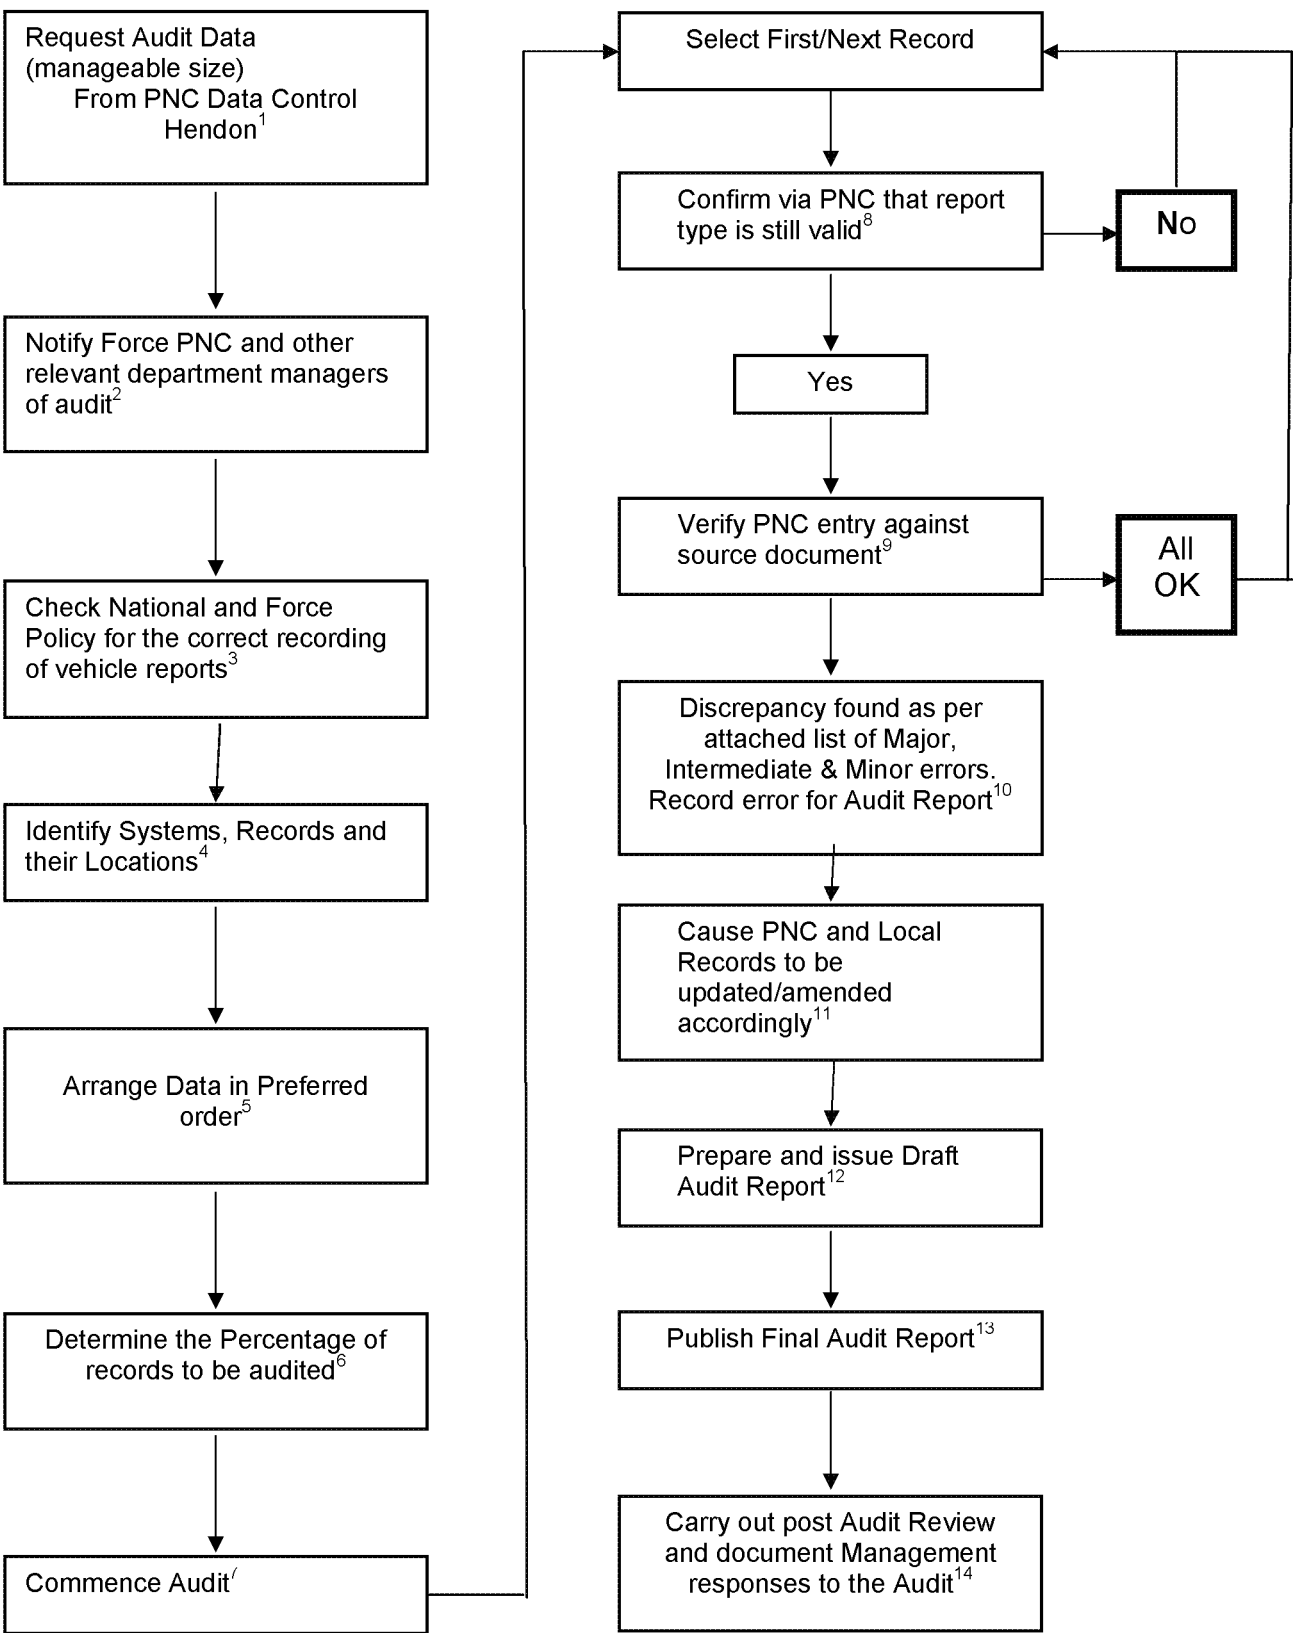 Request Audit Data
(manageable size)
From PNC Data Control
Hendon1
Notify Force PNC and other
relevant department managers
of audit2
Check National and Force
Policy for the correct recording
of vehicle reports3
Identify Systems, Records and
their Locations4
Arrange Data in Preferred
order5
Determine the Percentage of
records to be audited6
Commence Audit7
Select First/Next Record
Confirm via PNC that report
type is still valid8
No
Yes
Verify PNC entry against
source document9
All
OK
Discrepancy found as per
attached list of Major,
Intermediate & Minor errors.
Record error for Audit Report10
Cause PNC and Local
Records to be
updated/amended
accordingly11
Prepare and issue Draft
Audit Report12
Publish Final Audit Report13
Carry out post Audit Review
and document Management
responses to the Audit14